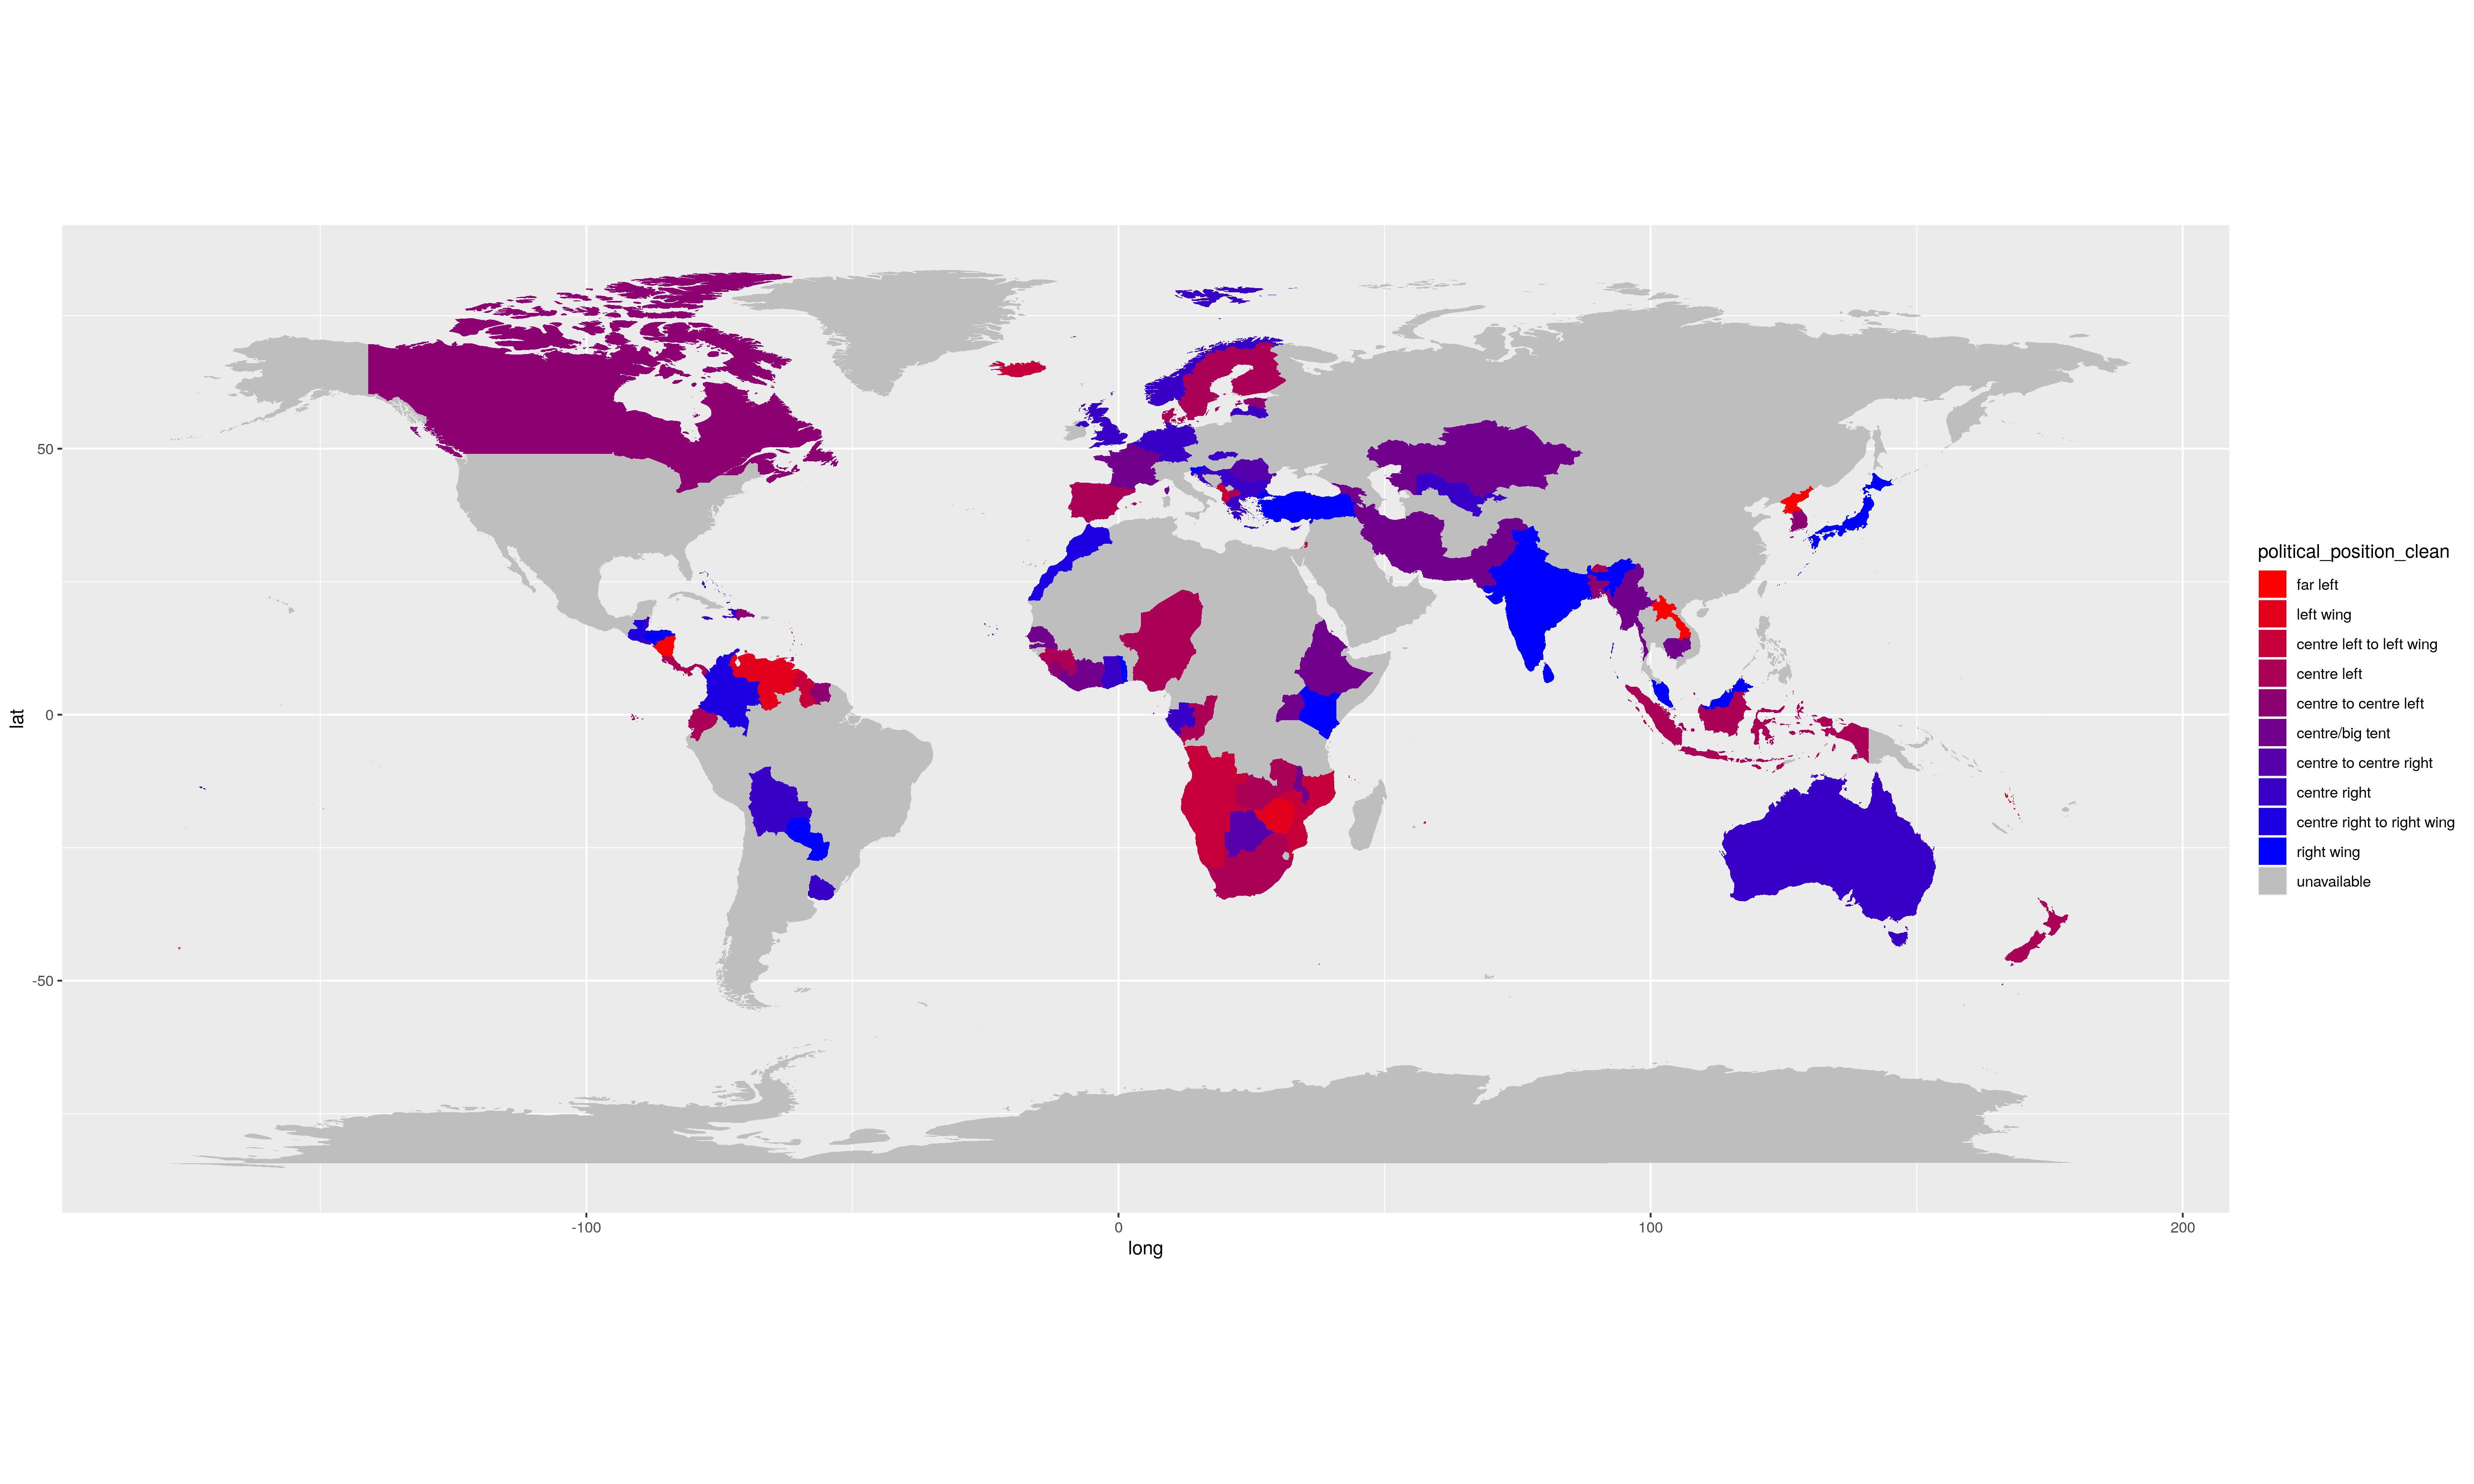 political_position_clean
far left
left wing
centre left to left wing
centre left
centre to centre left
centre/big tent
centre to centre right
centre right
centre right to right wing
right wing
unavailable
50
0
-50
lat
-100
0
100
200
long